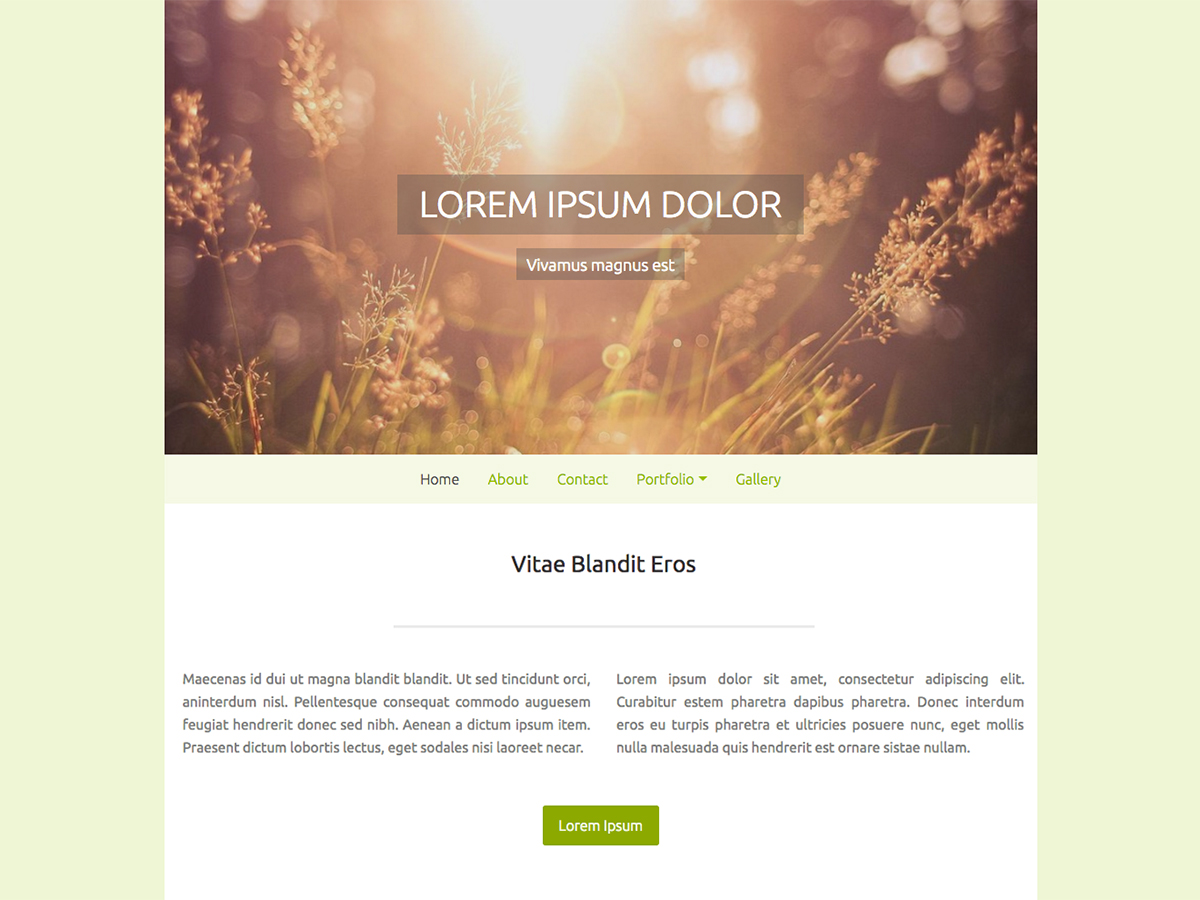 LOREM IPSUM DOLOR
Vivamus magnus est
Home About Contact Portfolio Gallery
Vitae Blandit Eros
Maecenas id dui ut magna blandit blandit. Ut sed tincidunt orci,
aninterdum nisl. Pellentesque consequat commodo auguesem
feugiat hendrerit donec sed nibh. Aenean a dictum ipsum item.
Praesent dictum lobortis lectus, eget sodales nisi laoreet necar.
Lorem ipsum dolor sit amet, consectetur adipiscing elit.
Curabitur estem pharetra dapibus pharetra. Donec interdum
eros eu turpis pharetra et ultricies posuere nunc, eget mollis
nulla malesuada quis hendrerit est ornare sistae nullam.
Lorem Ipsum